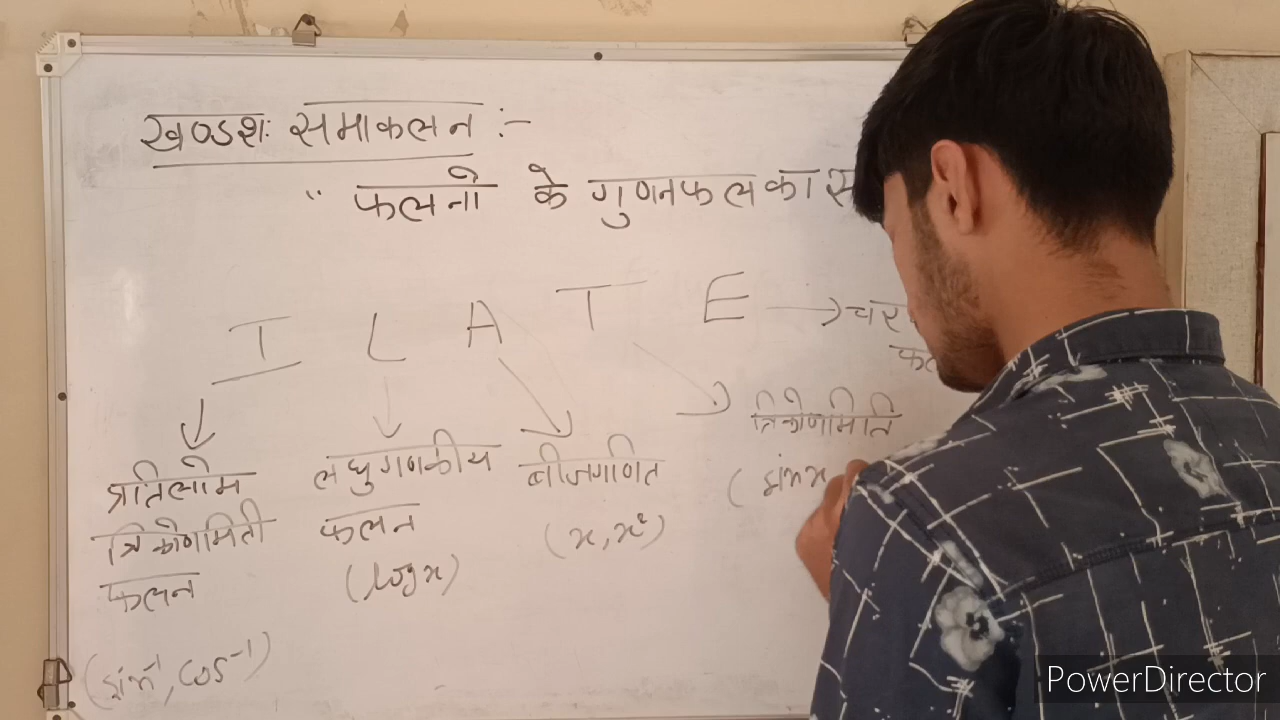 खण्डशः समाकलन :-
" फलनो के गुणनफल का स
I L A T E → चर
प्रतिलोम
त्रिकोणमिती
फलन
(sin⁻¹, cos⁻¹)
लघुगणकीय
फलन
(log x)
बीजगणित
(x, x²)
त्रिकोणमिति
(sin x
PowerDirector